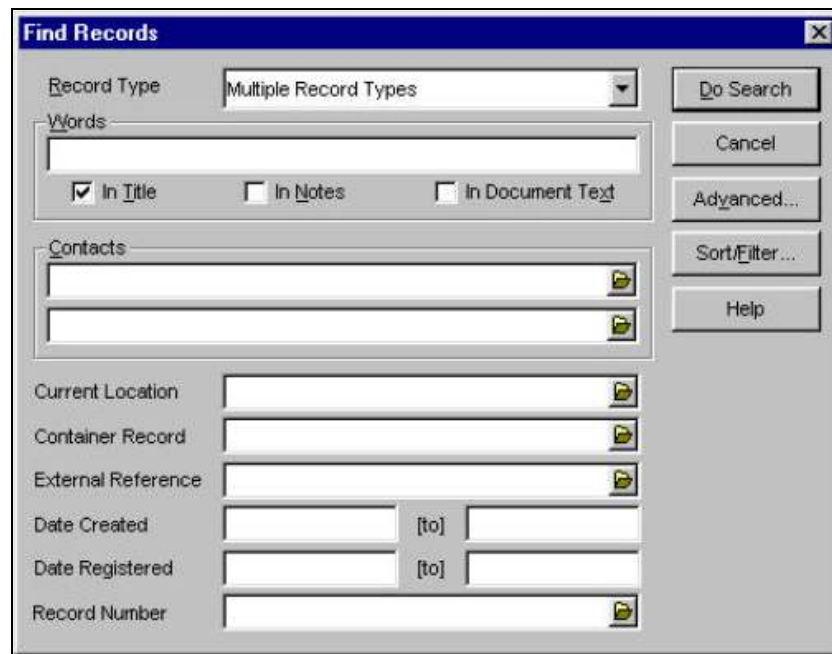 Find Records
Record Type Multiple Record Types Do Search
Words
Cancel
In Title In Notes In Document Text
Advanced...
Contacts
Sort/Filter...
Help
Current Location
Container Record
External Reference
Date Created [to]
Date Registered [to]
Record Number